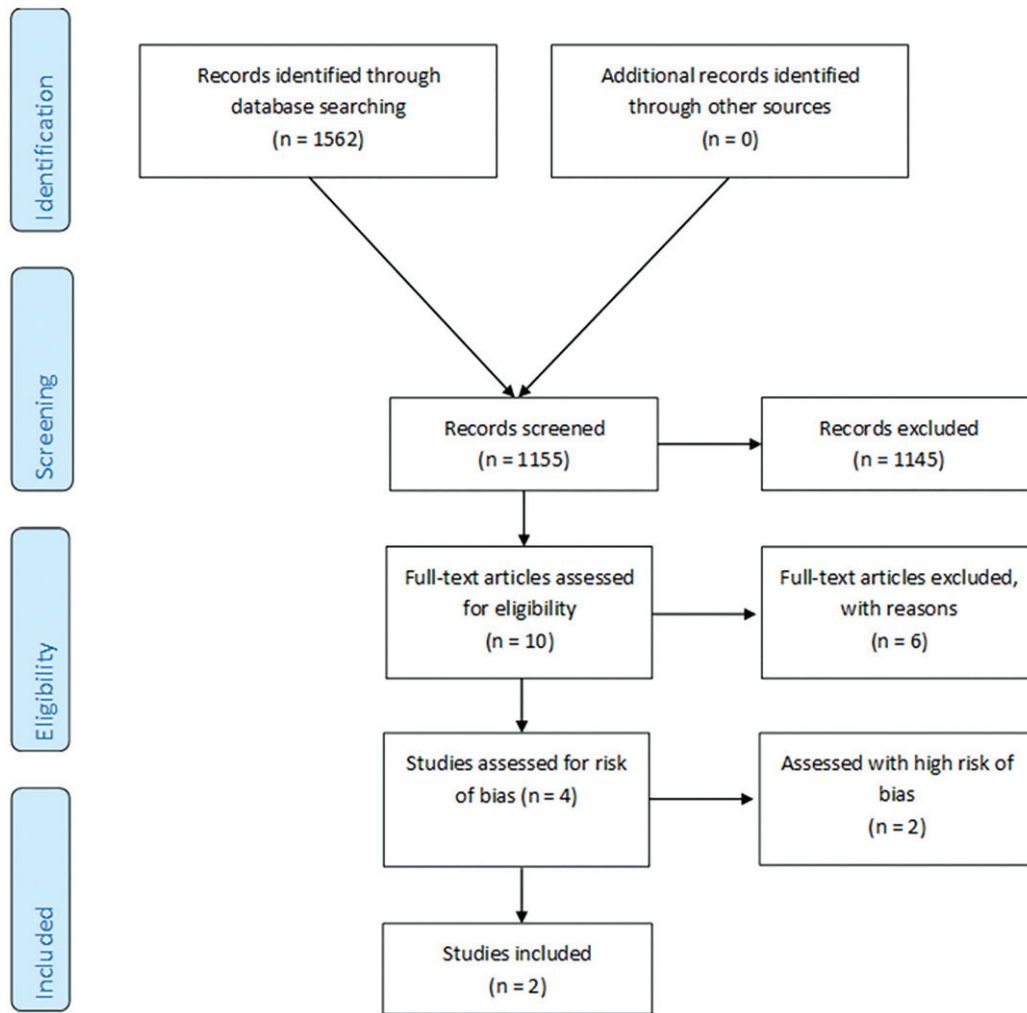 Identification
Records identified through
database searching
(n = 1562)
Additional records identified
through other sources
(n = 0)
Screening
Records screened
(n = 1155)
Records excluded
(n = 1145)
Eligibility
Full-text articles assessed
for eligibility
(n = 10)
Full-text articles excluded,
with reasons
(n = 6)
Studies assessed for risk
of bias (n = 4)
Assessed with high risk of
bias
(n = 2)
Included
Studies included
(n = 2)